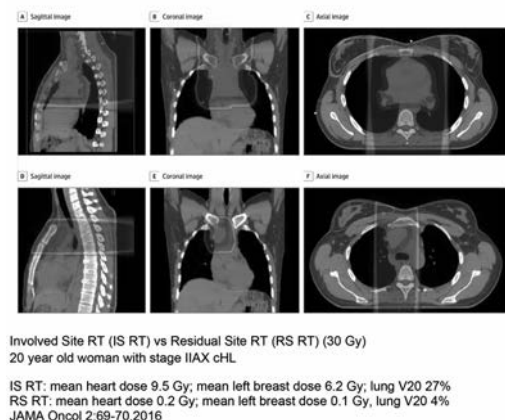 A Sagittal image
B Coronal image
C Axial image
D Sagittal image
E Coronal image
F Axial image
Involved Site RT (IS RT) vs Residual Site RT (RS RT) (30 Gy)
20 year old woman with stage IIAX cHL
IS RT: mean heart dose 9.5 Gy; mean left breast dose 6.2 Gy; lung V20 27%
RS RT: mean heart dose 0.2 Gy; mean left breast dose 0.1 Gy, lung V20 4%
JAMA Oncol 2:69-70,2016